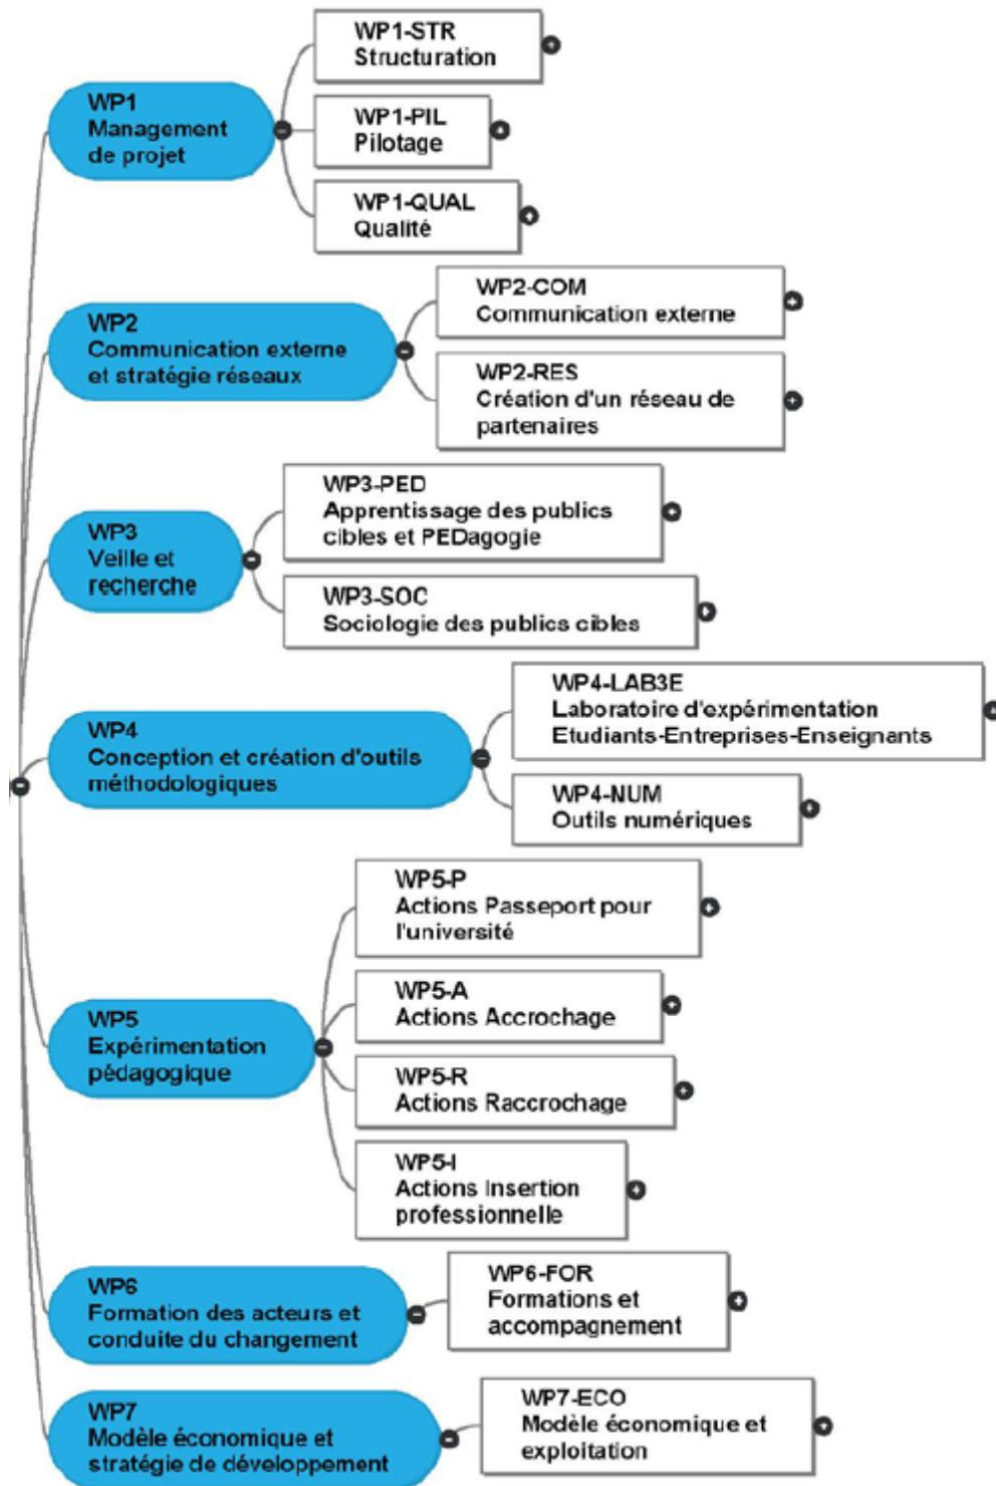 WP1
Management
de projet
WP1-STR
Structuration
WP1-PIL
Pilotage
WP1-QUAL
Qualité
WP2
Communication externe
et stratégie réseaux
WP2-COM
Communication externe
WP2-RES
Création d'un réseau de
partenaires
WP3
Veille et
recherche
WP3-PED
Apprentissage des publics
cibles et PEDagogie
WP3-SOC
Sociologie des publics cibles
WP4
Conception et création d'outils
méthodologiques
WP4-LAB3E
Laboratoire d'expérimentation
Etudiants-Entreprises-Enseignants
WP4-NUM
Outils numériques
WP5
Expérimentation
pédagogique
WP5-P
Actions Passeport pour
l'université
WP5-A
Actions Accrochage
WP5-R
Actions Raccrochage
WP5-I
Actions Insertion
professionnelle
WP6
Formation des acteurs et
conduite du changement
WP6-FOR
Formations et
accompagnement
WP7
Modèle économique et
stratégie de développement
WP7-ECO
Modèle économique et
exploitation